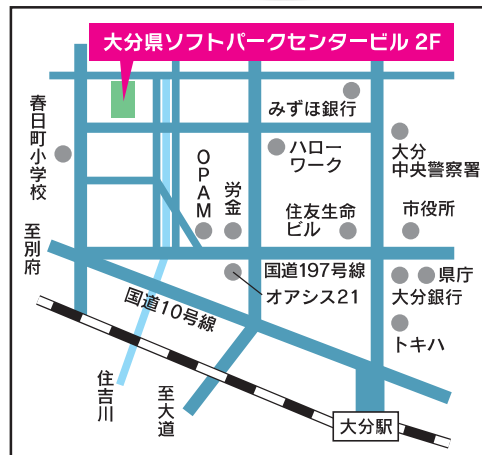 大分県ソフトパークセンタービル 2F
みずほ銀行
春日町小学校
ハロー
ワーク
大分
中央警察署
OPAM
労金
住友生命
ビル
市役所
至別府
国道197号線
県庁
オアシス21
大分銀行
国道10号線
トキハ
住吉川
至大道
大分駅